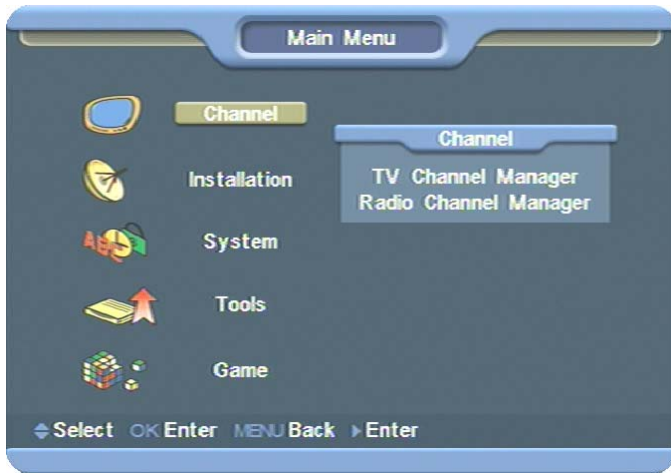 Main Menu
Channel
Installation
System
Tools
Game
Channel
TV Channel Manager
Radio Channel Manager
Select OK Enter MENU Back Enter